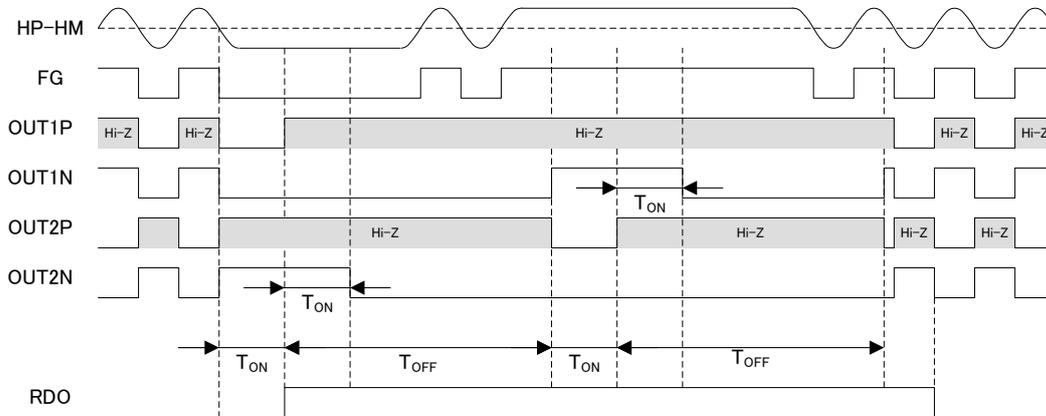 HP-HM
FG
OUT1P
Hi-Z
Hi-Z
Hi-Z
Hi-Z
Hi-Z
OUT1N
TON
OUT2P
Hi-Z
Hi-Z
Hi-Z
Hi-Z
OUT2N
TON
TON
TOFF
TON
TOFF
RDO